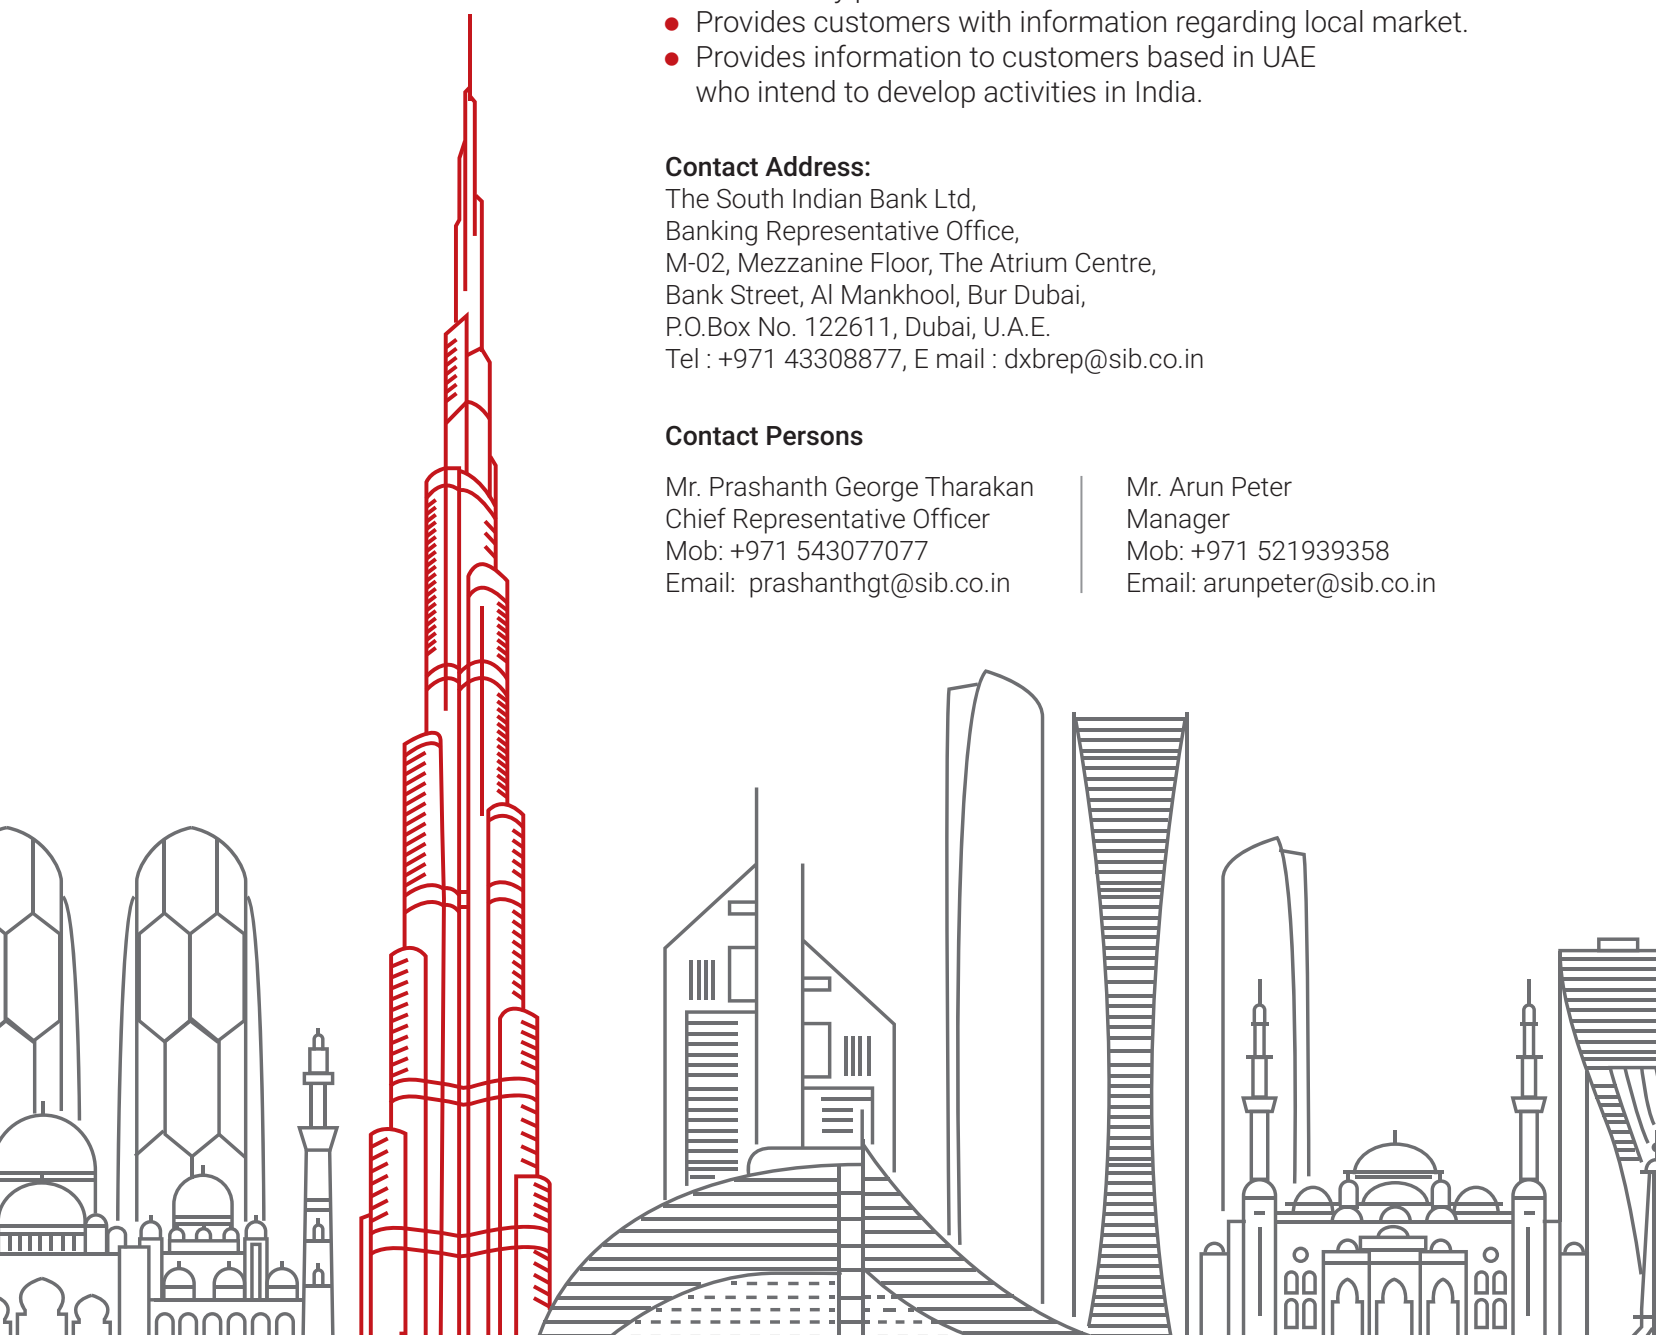 Provides customers with information regarding local market.
Provides information to customers based in UAE
who intend to develop activities in India.
Contact Address:
The South Indian Bank Ltd,
Banking Representative Office,
M-02, Mezzanine Floor, The Atrium Centre,
Bank Street, Al Mankhool, Bur Dubai,
P.O.Box No. 122611, Dubai, U.A.E.
Tel : +971 43308877, E mail : dxbrep@sib.co.in
Contact Persons
Mr. Prashanth George Tharakan
Chief Representative Officer
Mob: +971 543077077
Email: prashanthgt@sib.co.in
Mr. Arun Peter
Manager
Mob: +971 521939358
Email: arunpeter@sib.co.in